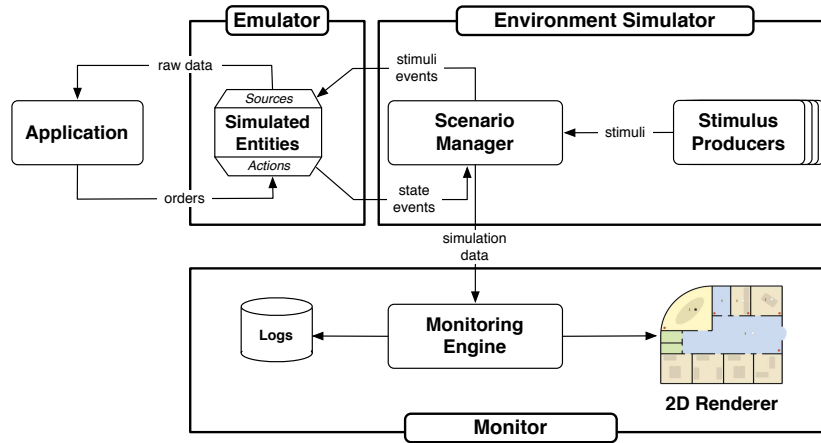 Emulator
Environment Simulator
raw data
stimuli
events
Sources
Application
Simulated
Entities
Scenario
Manager
stimuli
Stimulus
Producers
Actions
orders
state
events
simulation
data
Logs
Monitoring
Engine
2D Renderer
Monitor